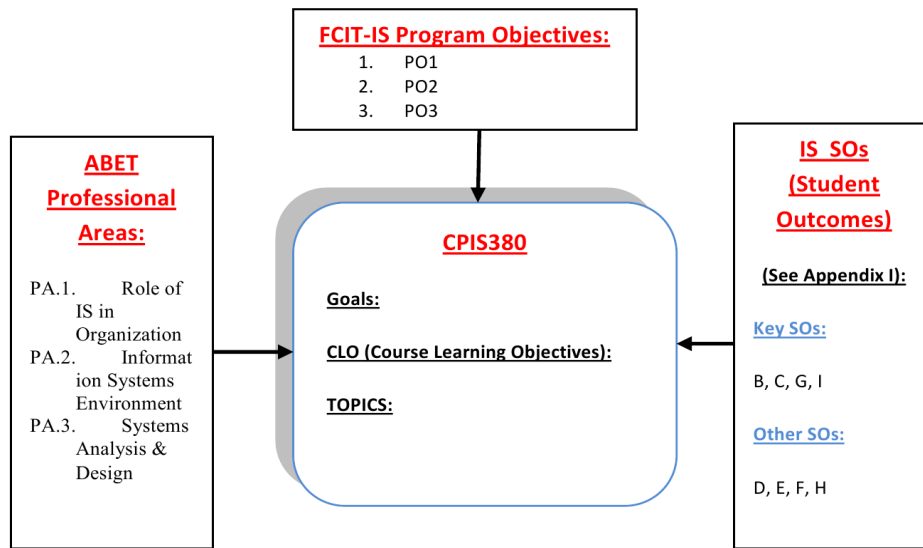 FCIT-IS Program Objectives:
1. PO1
2. PO2
3. PO3
ABET
Professional
Areas:
PA.1. Role of
IS in
Organization
PA.2. Informat
ion Systems
Environment
PA.3. Systems
Analysis &
Design
CPIS380
Goals:
CLO (Course Learning Objectives):
TOPICS:
IS SOs
(Student
Outcomes)
(See Appendix I):
Key SOs:
B, C, G, I
Other SOs:
D, E, F, H